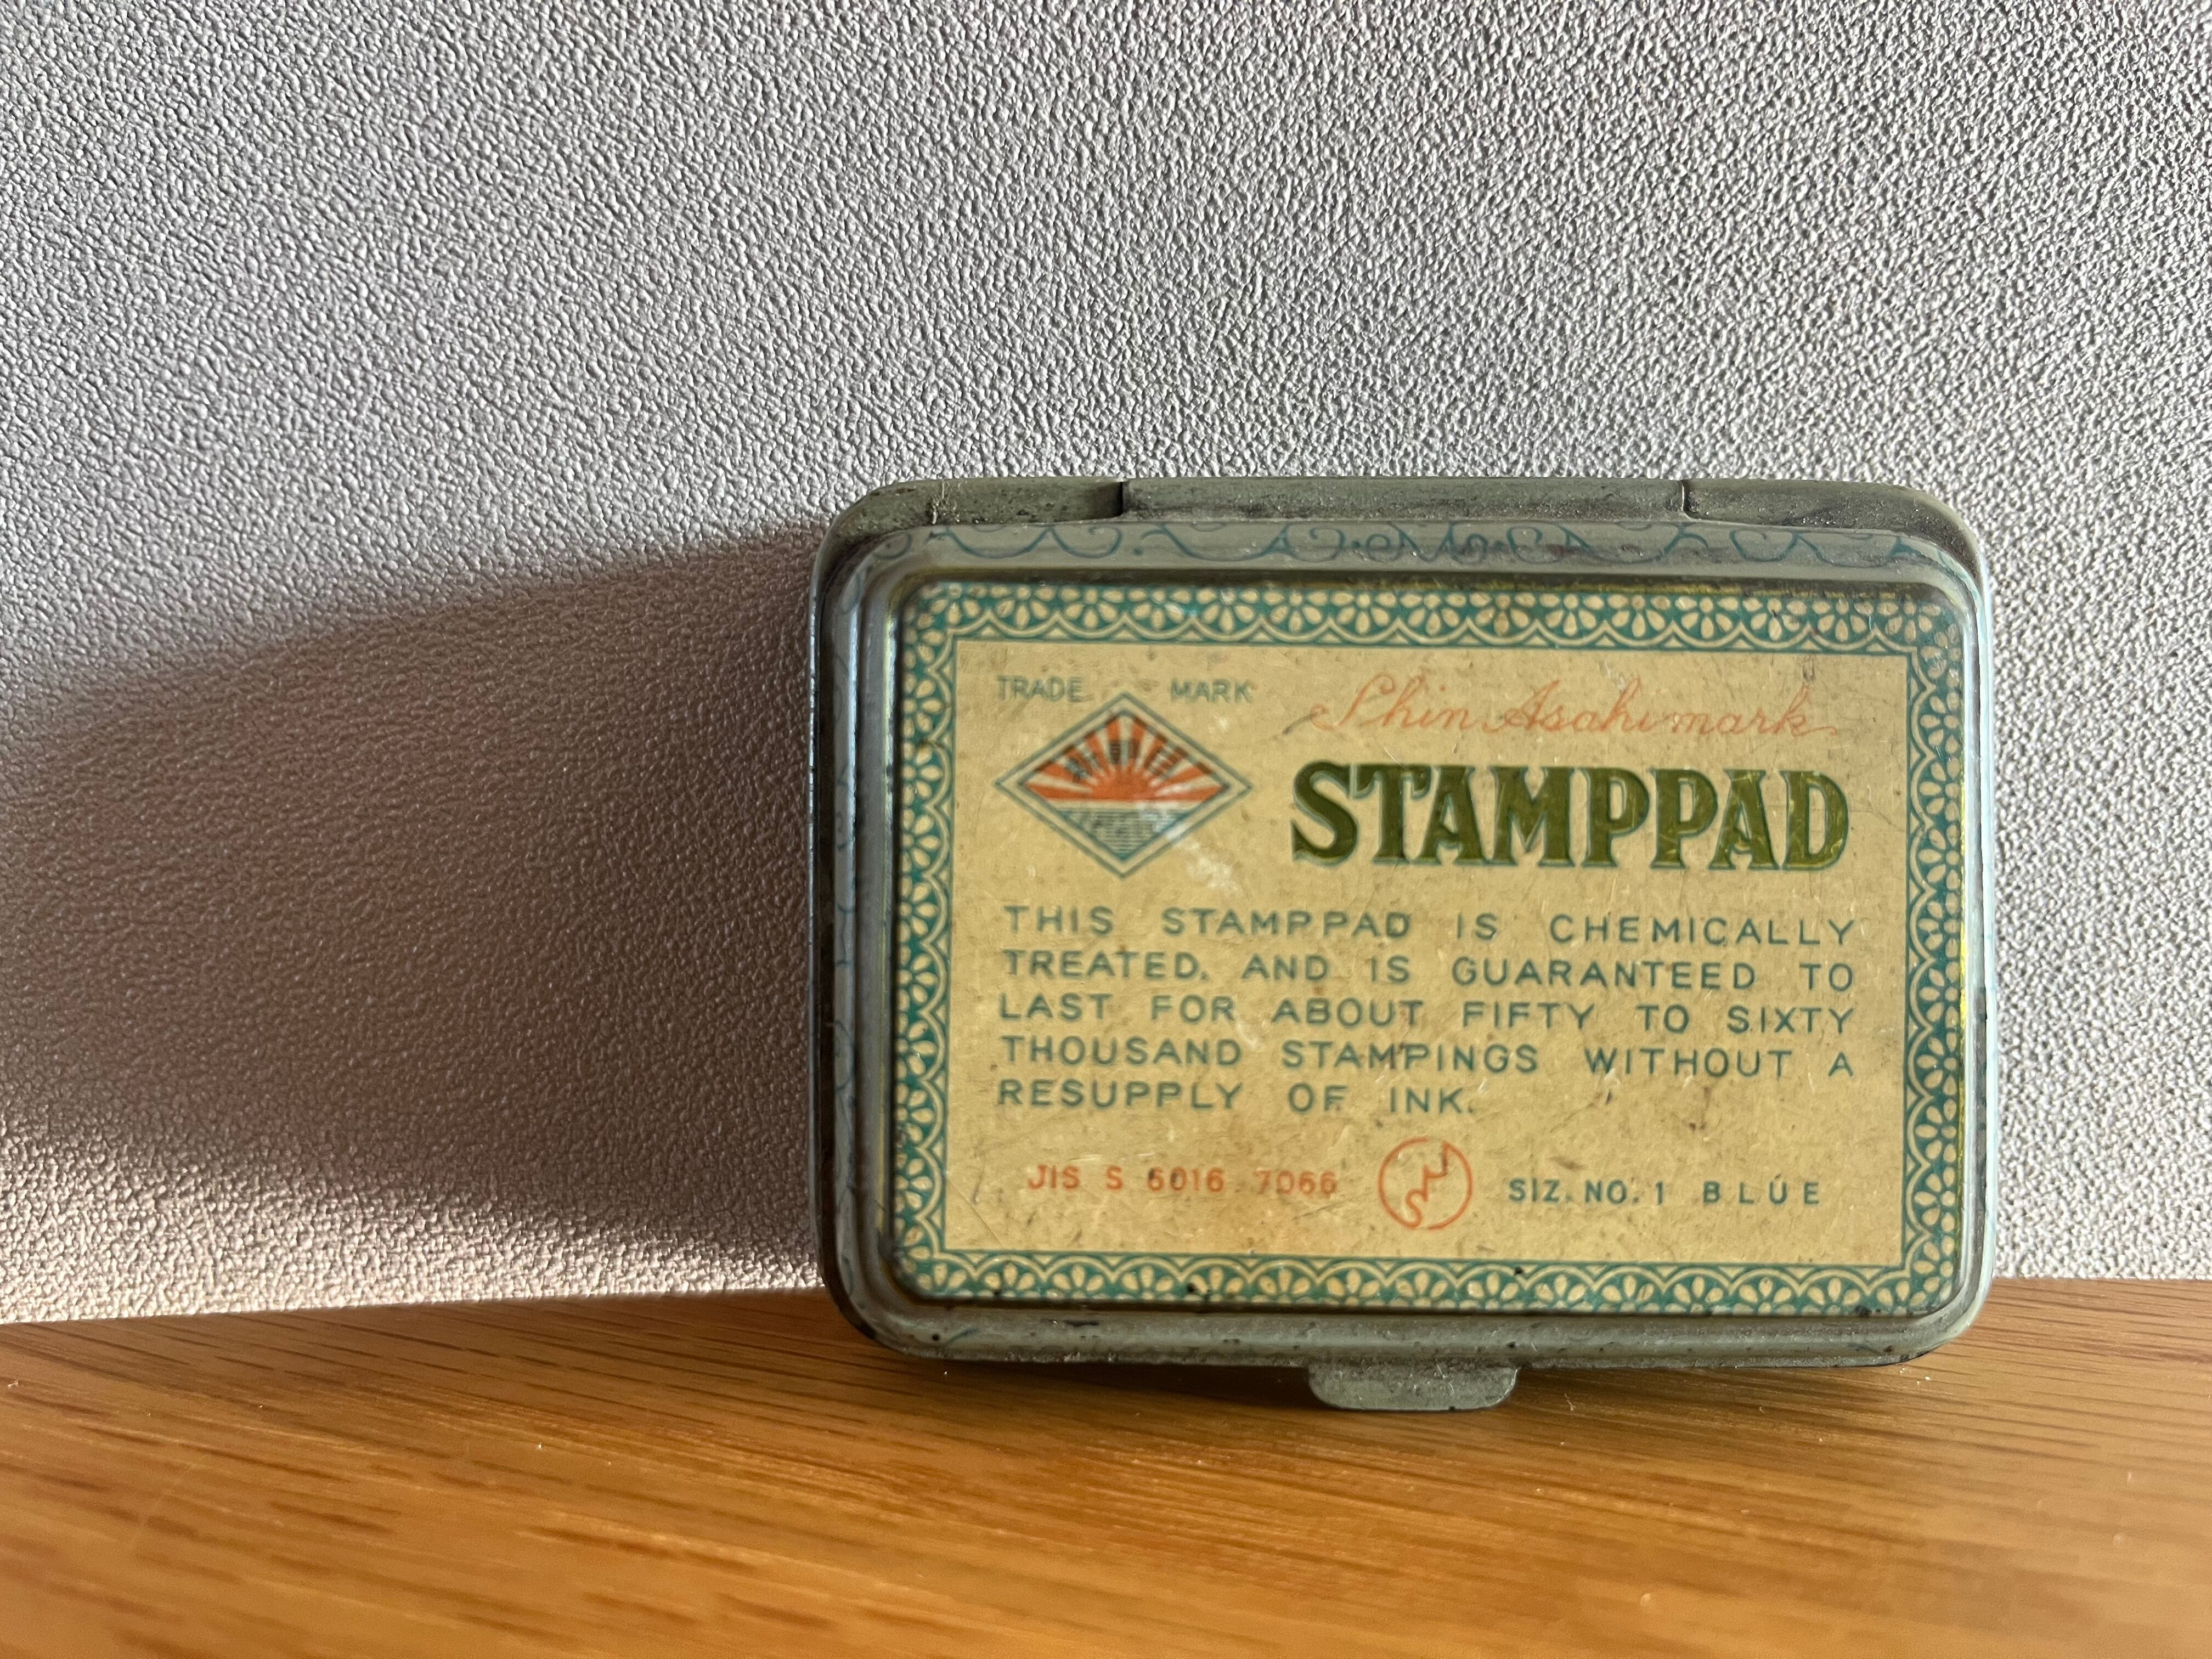 TRADE MARK
Shin Asahi mark
STAMPPAD
THIS STAMPPAD IS CHEMICALLY
TREATED. AND IS GUARANTEED TO
LAST FOR ABOUT FIFTY TO SIXTY
THOUSAND STAMPINGS WITHOUT A
RESUPPLY OF INK.
JIS S 6016 7066 SIZ. NO. 1 BLUE